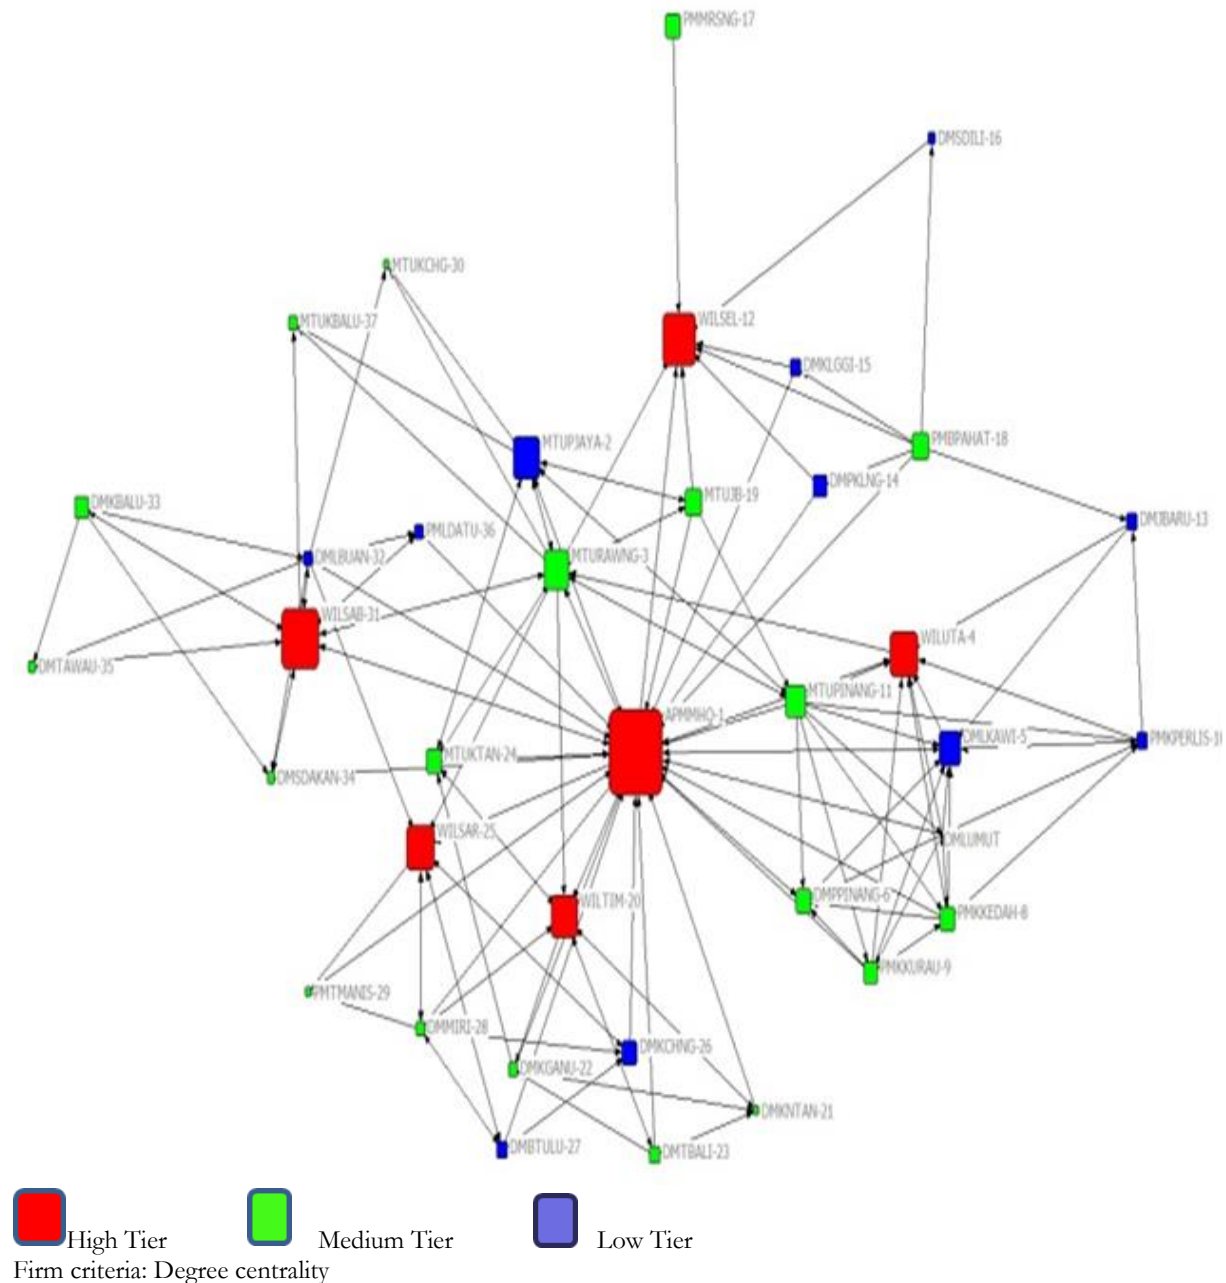 PMMRSNG-17
DMSDILI-16
MTUKCHG-30
WILSEL-12
MTUKBALU-37
DMKLGGI-15
MTUPJAYA-2
PMBPAHAT-18
DMPKLNG-14
MTUJB-19
DMKBALU-33
DMJBARU-13
PMLDATU-36
DMLBUAN-32
MTURAWNG-3
WILSAB-31
WILUTA-4
DMTAWAU-35
MTUPINANG-11
APMMHQ-1
DMLKAWI-5
PMKPERLIS-10
MTUKTAN-24
DMSDAKAN-34
WILSAR-25
DMLUMUT
DMPPINANG-6
WILTIM-20
PMKKEDAH-8
PMKKURAU-9
PMTMANIS-29
DMMIRI-28
DMKCHNG-26
DMKGANU-22
DMKNTAN-21
DMBTULU-27
DMTBALI-23
High Tier Medium Tier Low Tier
Firm criteria: Degree centrality